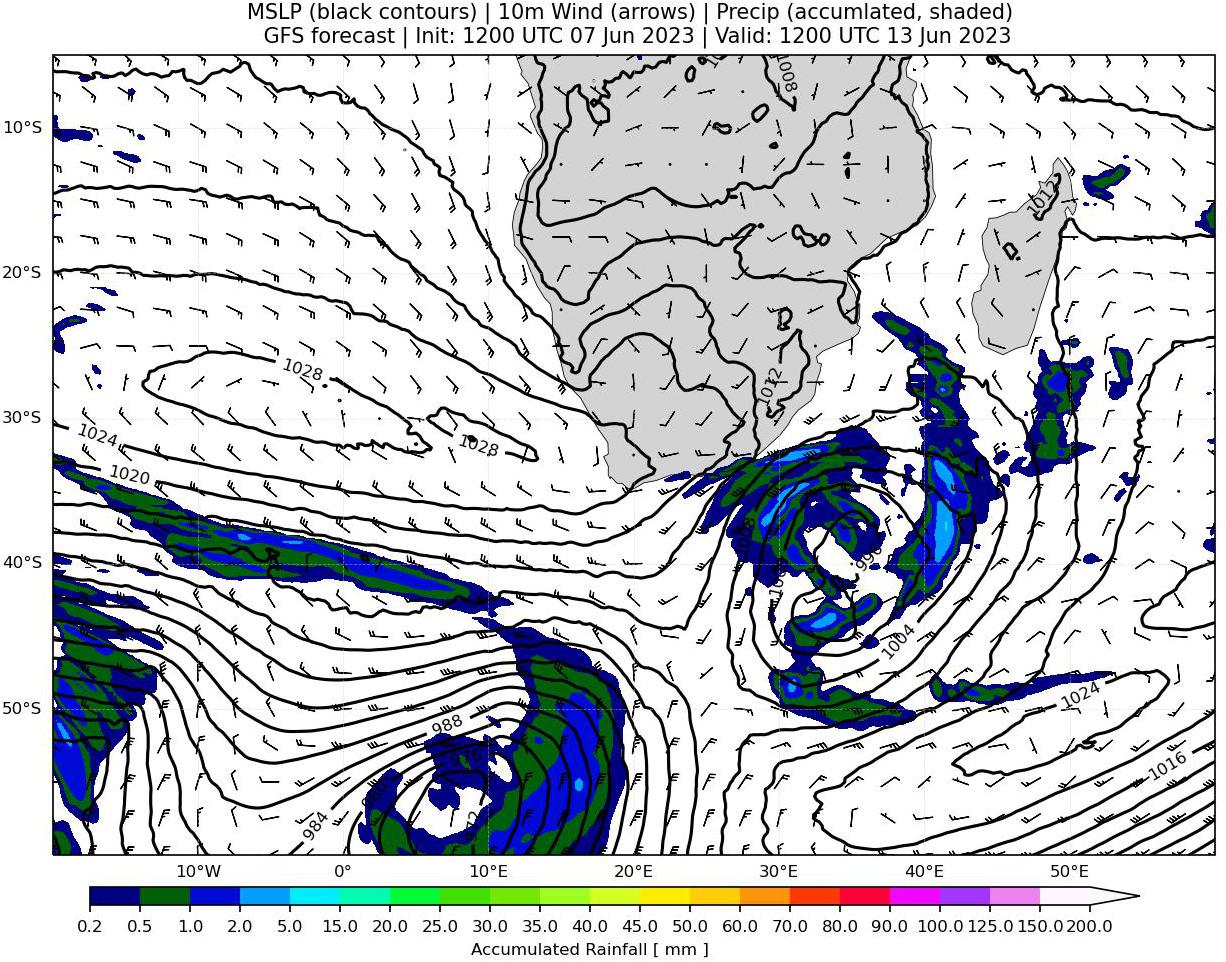 MSLP (black contours) | 10m Wind (arrows) | Precip (accumlated, shaded)
GFS forecast | Init: 1200 UTC 07 Jun 2023 | Valid: 1200 UTC 13 Jun 2023
1008
10°S
1012
20°S
1028
1012
30°S
1024
1028
1020
40°S
1004
1024
50°S
988
1016
984
10°W 0° 10°E 20°E 30°E 40°E 50°E
0.2 0.5 1.0 2.0 5.0 10.0 15.0 20.0 25.0 30.0 35.0 40.0 45.0 50.0 60.0 70.0 80.0 90.0 100.0 125.0 150.0 200.0
Accumulated Rainfall [ mm ]